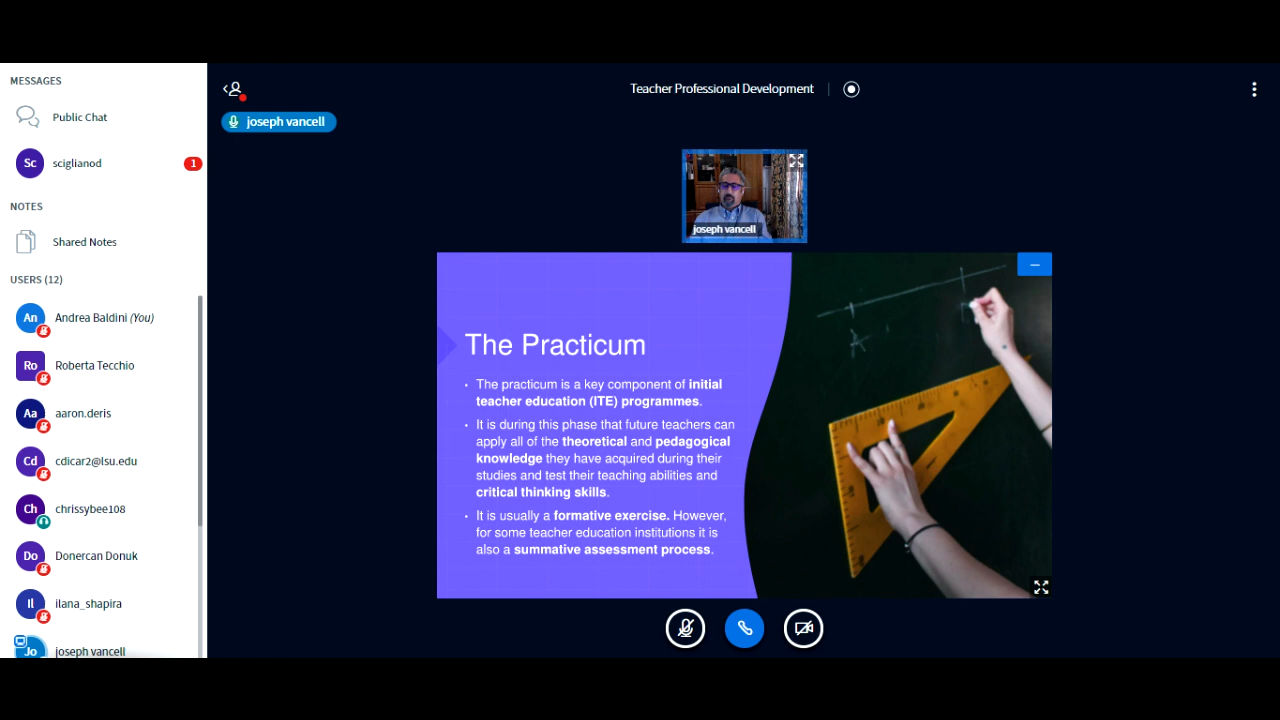 MESSAGES
Public Chat
Sc sciglianod 1
NOTES
Shared Notes
USERS (12)
An Andrea Baldini (You)
Ro Roberta Tecchio
Aa aaron.deris
Cd cdicar2@lsu.edu
Ch chrissybee108
Do Donercan Donuk
Il ilana_shapira
Jo joseph vancell
Teacher Professional Development
joseph vancell
joseph vancell
The Practicum
• The practicum is a key component of initial
teacher education (ITE) programmes.
• It is during this phase that future teachers can
apply all of the theoretical and pedagogical
knowledge they have acquired during their
studies and test their teaching abilities and
critical thinking skills.
• It is usually a formative exercise. However,
for some teacher education institutions it is
also a summative assessment process.